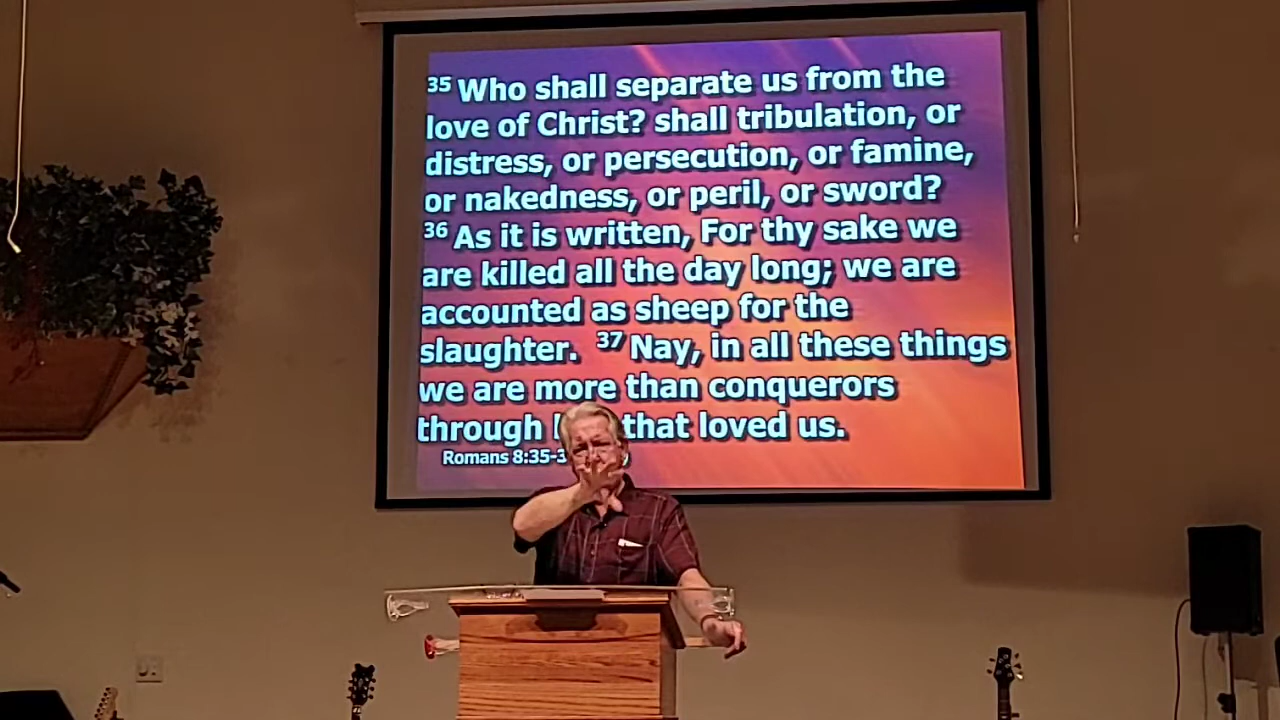 35 Who shall separate us from the
love of Christ? shall tribulation, or
distress, or persecution, or famine,
or nakedness, or peril, or sword?
36 As it is written, For thy sake we
are killed all the day long; we are
accounted as sheep for the
slaughter. 37 Nay, in all these things
we are more than conquerors
through that loved us.
Romans 8:35-3